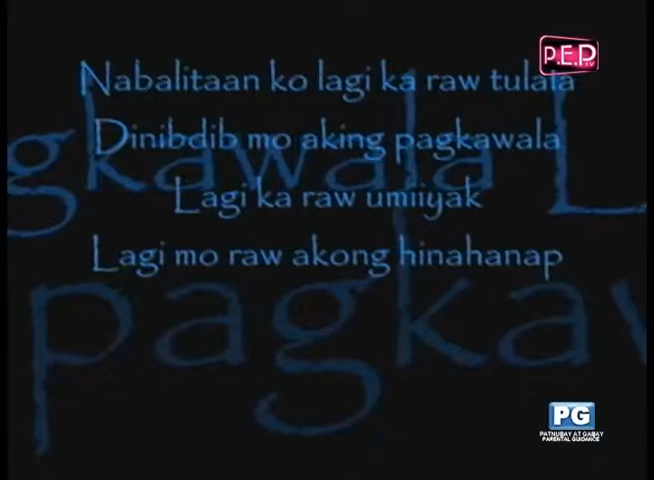 P.E.P TV
Nabalitaan ko lagi ka raw tulala
Dinibdib mo aking pagkawala
Lagi ka raw umiiyak
Lagi mo raw akong hinahanap
gkawala L
pagkaw
PG
PATNUBAY AT GABAY
PARENTAL GUIDANCE